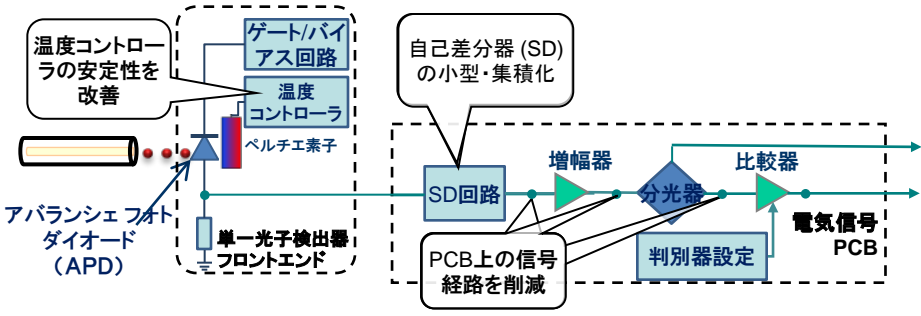 温度コントロー
ラの安定性を
改善
ゲート/バイ
アス回路
温度
コントローラ
ペルチエ素子
アバランシェ フォト
ダイオード
（APD）
単一光子検出器
フロントエンド
自己差分器 (SD)
の小型・集積化
SD回路
増幅器
分光器
比較器
PCB上の信号
経路を削減
判別器設定
電気信号
PCB